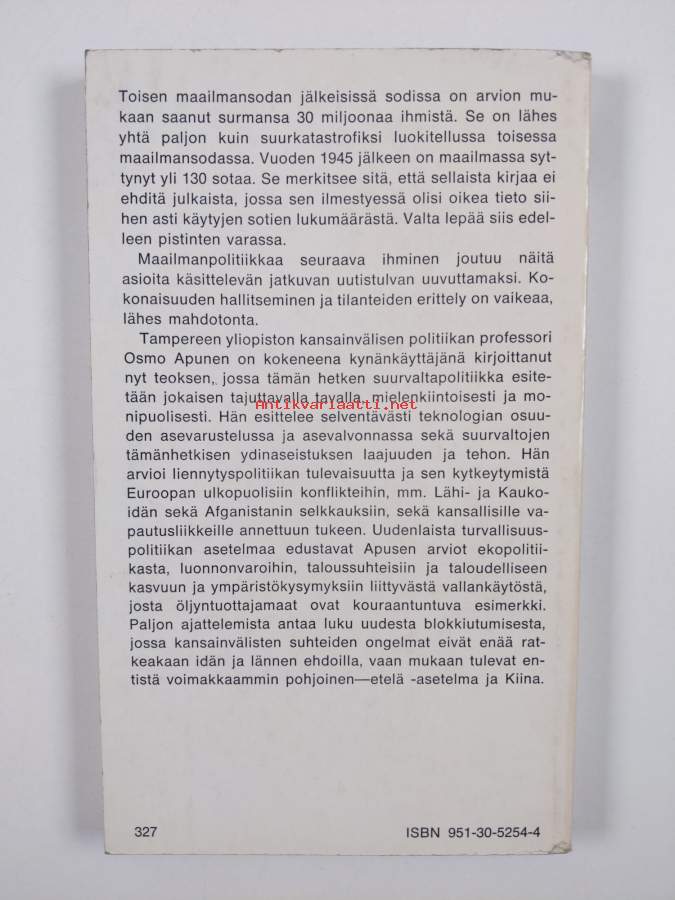 Toisen maailmansodan jälkeisissä sodissa on arvion mu-
kaan saanut surmansa 30 miljoonaa ihmistä. Se on lähes
yhtä paljon kuin suurkatastrofiksi luokitellussa toisessa
maailmansodassa. Vuoden 1945 jälkeen on maailmassa syt-
tynyt yli 130 sotaa. Se merkitsee sitä, että sellaista kirjaa ei
ehditä julkaista, jossa sen ilmestyessä olisi oikea tieto sii-
hen asti käytyjen sotien lukumäärästä. Valta lepää siis edel-
leen pistinten varassa.
Maailmanpolitiikkaa seuraava ihminen joutuu näitä
asioita käsittelevän jatkuvan uutistulvan uuvuttamaksi. Ko-
konaisuuden hallitseminen ja tilanteiden erittely on vaikeaa,
lähes mahdotonta.
Tampereen yliopiston kansainvälisen politiikan professori
Osmo Apunen on kokeneena kynänkäyttäjänä kirjoittanut
nyt teoksen, jossa tämän hetken suurvaltapolitiikka esite-
tään jokaisen tajuttavalla tavalla, mielenkiintoisesti ja mo-
Antikvariaatti.net
nipuolisesti. Hän esittelee selventävästi teknologian osuu-
den asevarustelussa ja asevalvonnassa sekä suurvaltojen
tämänhetkisen ydinaseistuksen laajuuden ja tehon. Hän
arvioi liennytyspolitiikan tulevaisuutta ja sen kytkeytymistä
Euroopan ulkopuolisiin konflikteihin, mm. Lähi- ja Kauko-
idän sekä Afganistanin selkkauksiin, sekä kansallisille va-
pautusliikkeille annettuun tukeen. Uudenlaista turvallisuus-
politiikan asetelmaa edustavat Apusen arviot ekopolitii-
kasta, luonnonvaroihin, taloussuhteisiin ja taloudelliseen
kasvuun ja ympäristökysymyksiin liittyvästä vallankäytöstä,
josta öljyntuottajamaat ovat kouraantuntuva esimerkki.
Paljon ajattelemista antaa luku uudesta blokkiutumisesta,
jossa kansainvälisten suhteiden ongelmat eivät enää rat-
keakaan idän ja lännen ehdoilla, vaan mukaan tulevat en-
tistä voimakkaammin pohjoinen—etelä -asetelma ja Kiina.
327
ISBN 951-30-5254-4